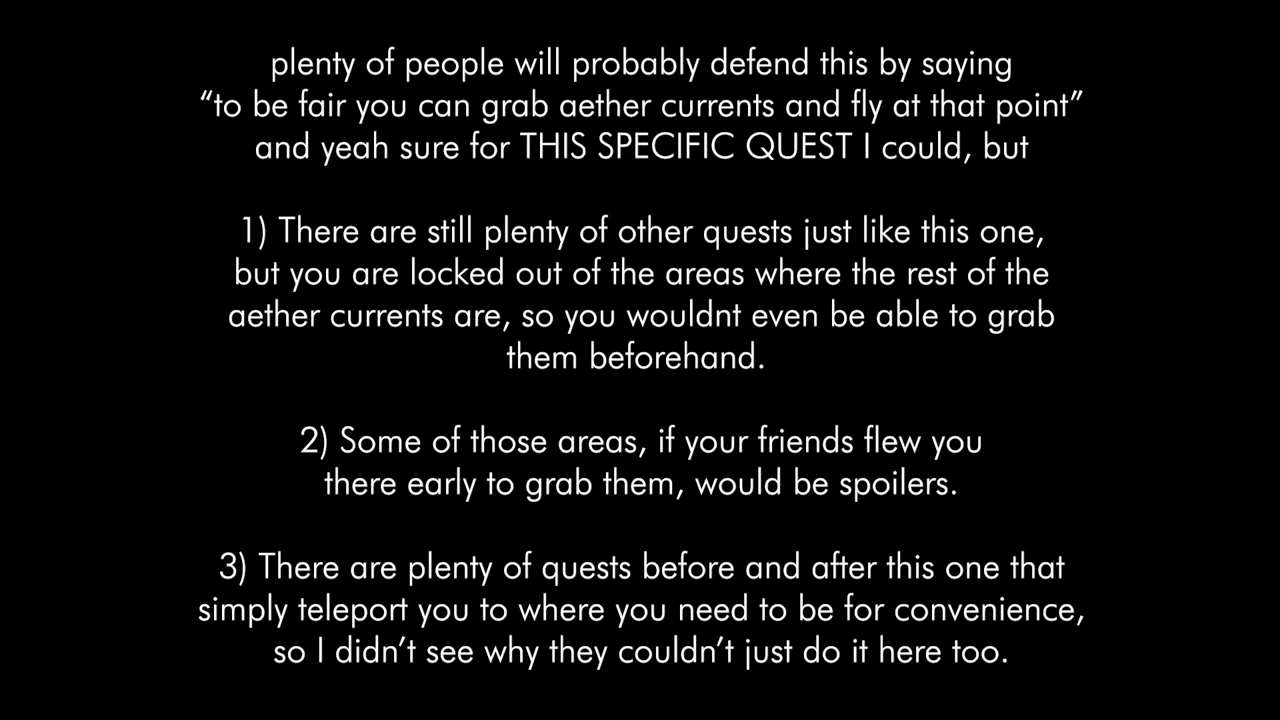 plenty of people will probably defend this by saying
“to be fair you can grab aether currents and fly at that point”
and yeah sure for THIS SPECIFIC QUEST I could, but
1) There are still plenty of other quests just like this one,
but you are locked out of the areas where the rest of the
aether currents are, so you wouldnt even be able to grab
them beforehand.
2) Some of those areas, if your friends flew you
there early to grab them, would be spoilers.
3) There are plenty of quests before and after this one that
simply teleport you to where you need to be for convenience,
so I didn’t see why they couldn’t just do it here too.